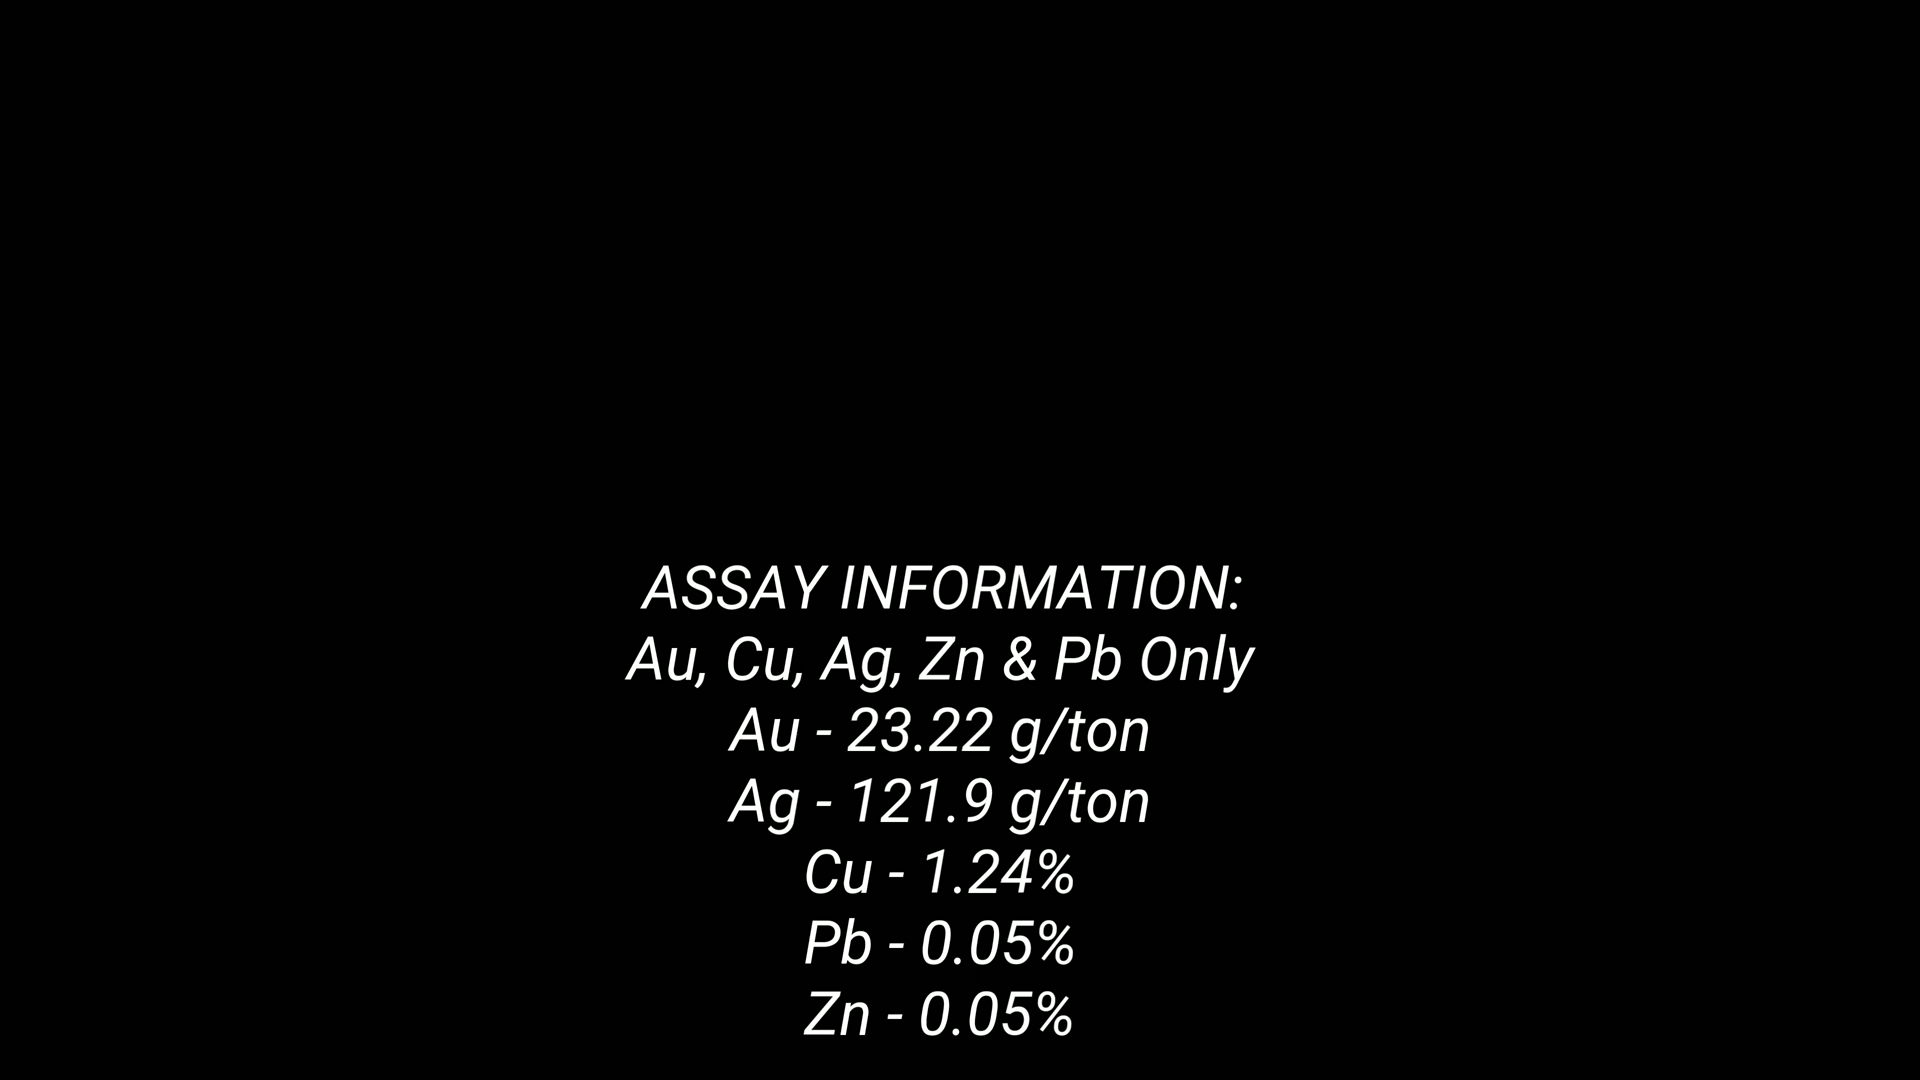 ASSAY INFORMATION:
Au, Cu, Ag, Zn & Pb Only
Au - 23.22 g/ton
Ag - 121.9 g/ton
Cu - 1.24%
Pb - 0.05%
Zn - 0.05%